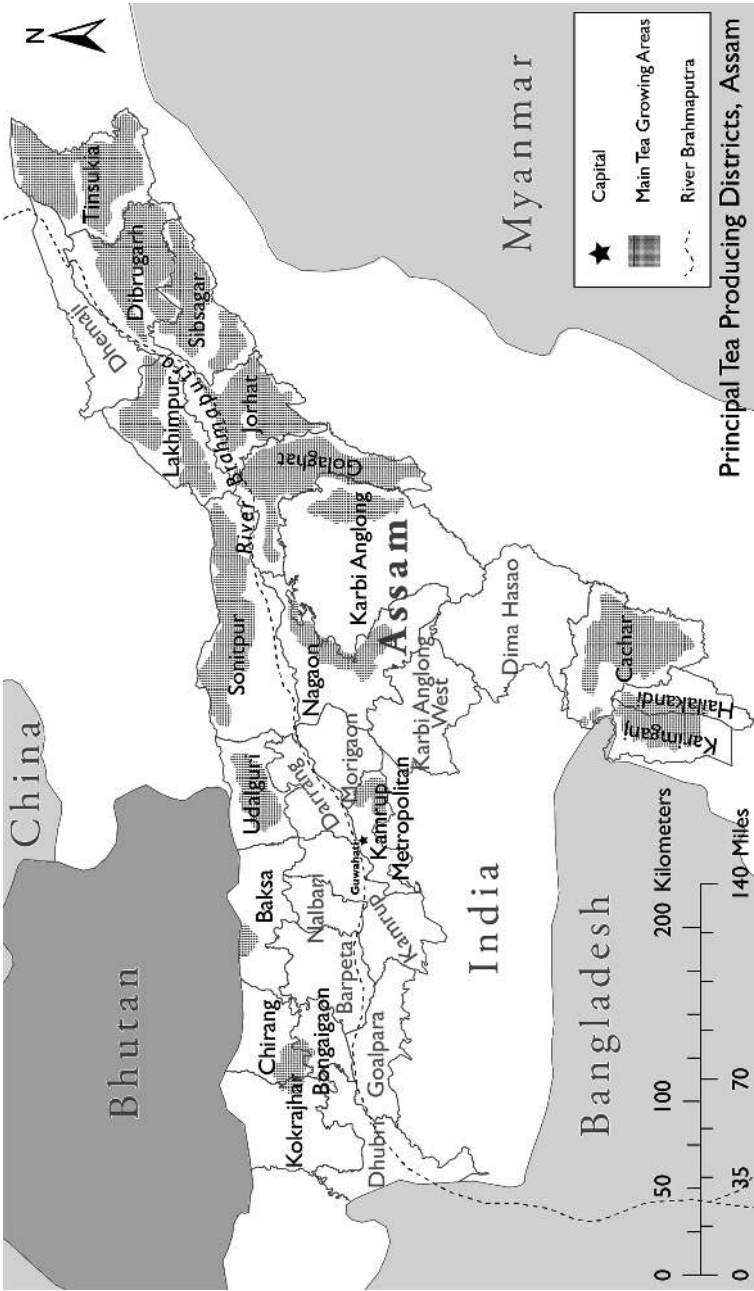 China
N
Bhutan
Tinsukia
Dhemaji
Dibrugarh
Sibsagar
Lakhimpur
River Brahmaputra
Jorhat
Golaghat
Sonitpur
Udalguri
Baksa
Chirang
Kokrajhar
Bongaigaon
Nalbari
Darrang
Barpeta
Guwahati
Morigaon
Nagaon
Karbi Anglong
Assam
Kamrup
Metropolitan
Kamrup
Goalpara
Dhubri
Karbi Anglong
West
Dima Hasao
Myanmar
India
Cachar
Hailakandi
Karimganj
Bangladesh
Capital
Main Tea Growing Areas
River Brahmaputra
0 50 100 200 Kilometers
0 35 70 140 Miles
Principal Tea Producing Districts, Assam